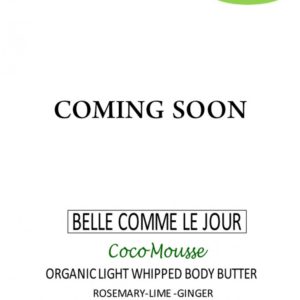 COMING SOON
BELLE COMME LE JOUR
CocoMousse
ORGANIC LIGHT WHIPPED BODY BUTTER
ROSEMARY-LIME -GINGER